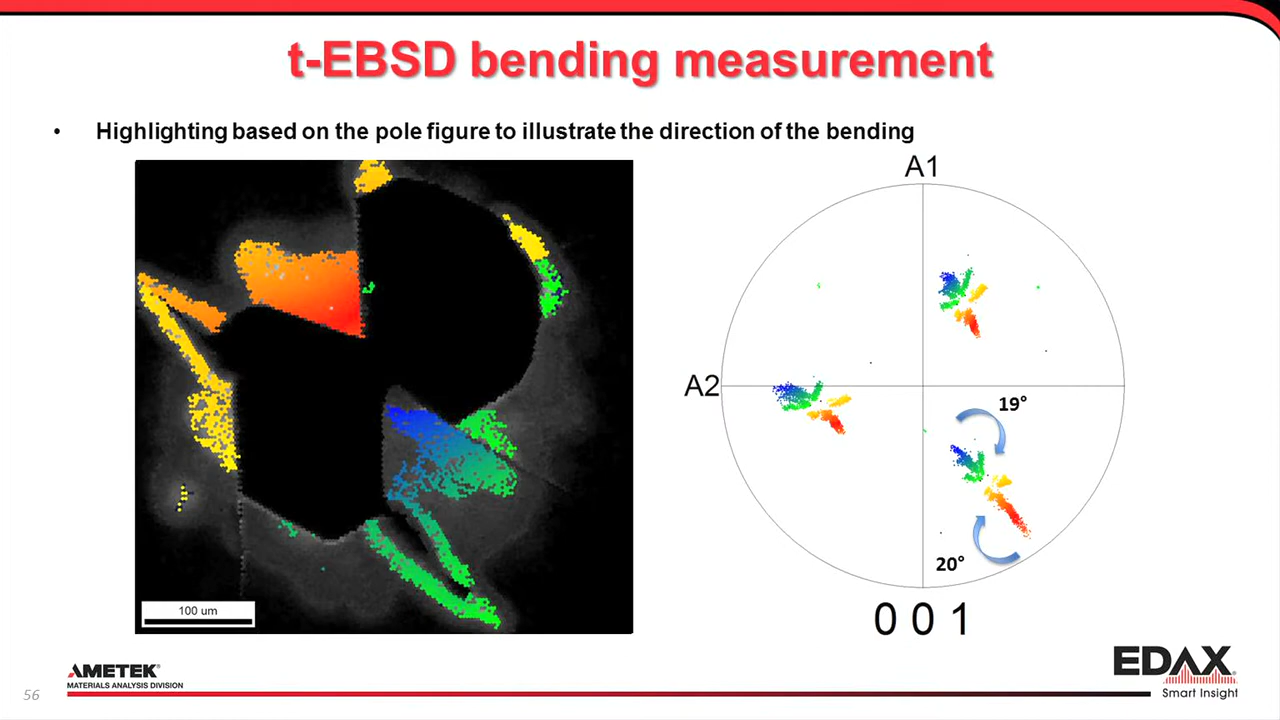 t-EBSD bending measurement
• Highlighting based on the pole figure to illustrate the direction of the bending
A1
A2
19°
20°
100 um
0 0 1
56
AMETEK®
MATERIALS ANALYSIS DIVISION
EDAX®
Smart Insight